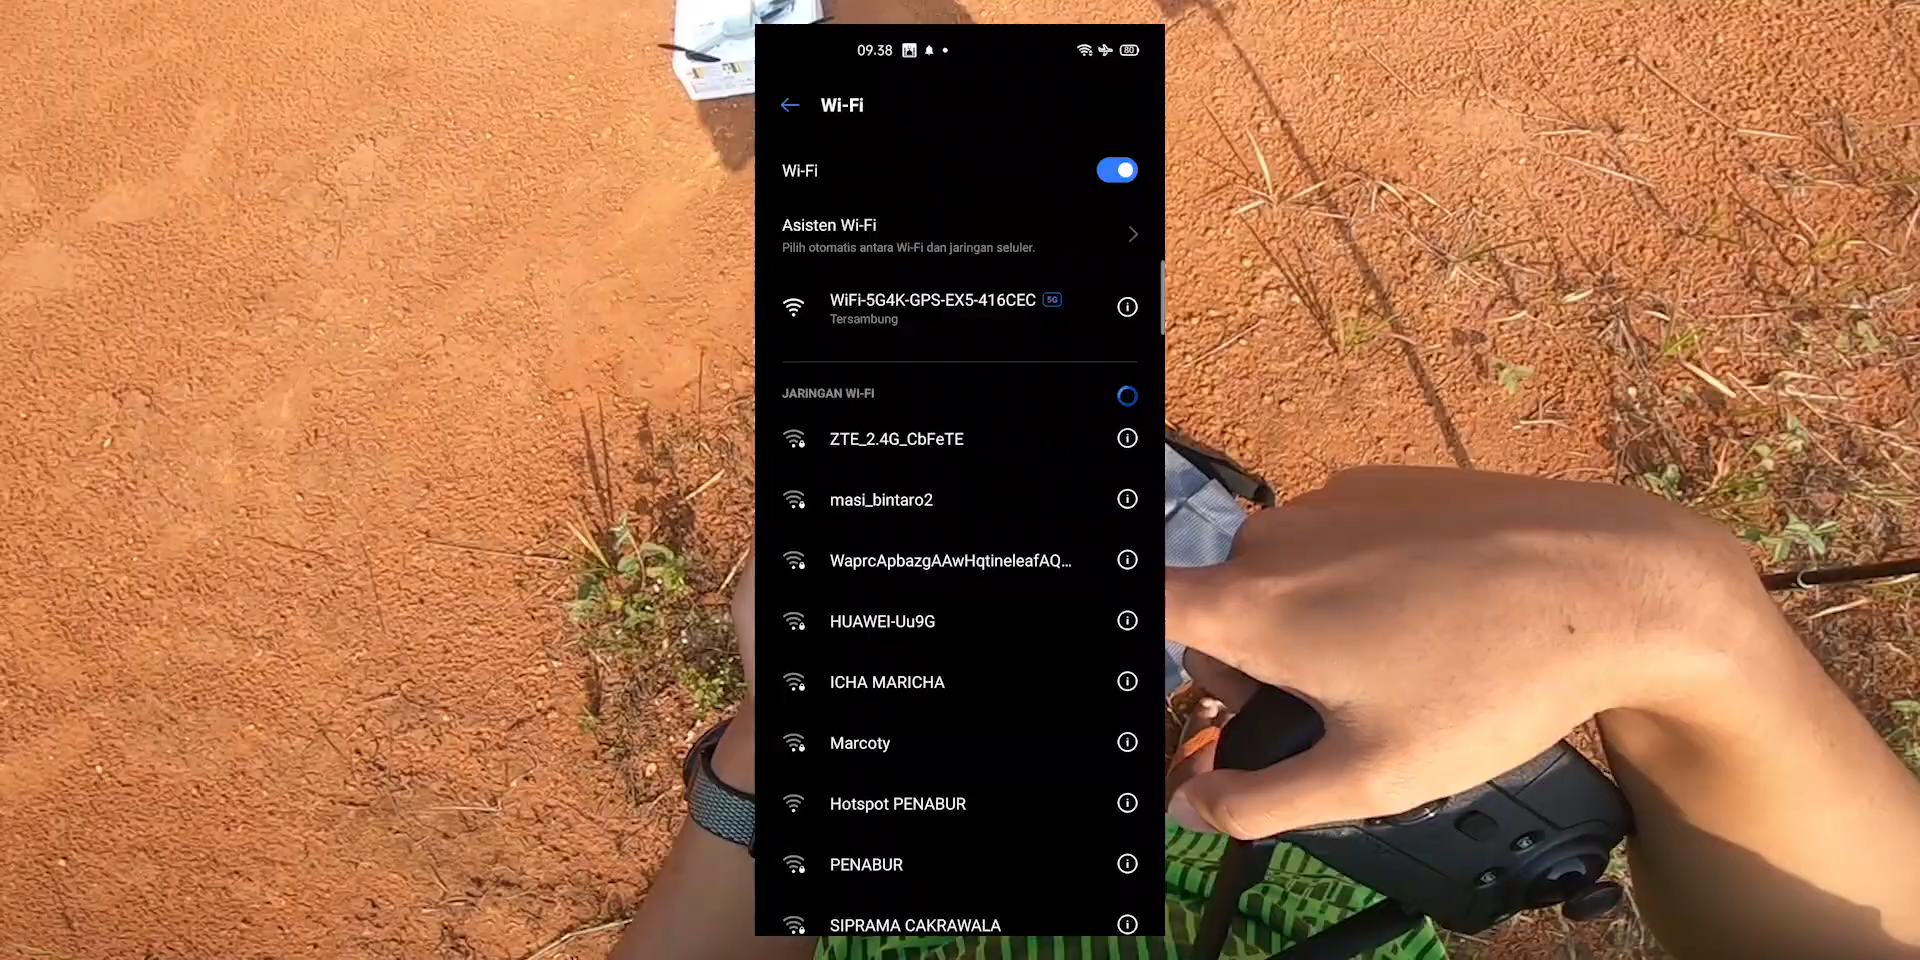 09.38
80
Wi-Fi
Wi-Fi
Asisten Wi-Fi
Pilih otomatis antara Wi-Fi dan jaringan seluler.
WiFi-5G4K-GPS-EX5-416CEC 5G
Tersambung
JARINGAN WI-FI
ZTE_2.4G_CbFeTE
masi_bintaro2
WaprcApbazgAAwHqtineleafAQ...
HUAWEI-Uu9G
ICHA MARICHA
Marcoty
Hotspot PENABUR
PENABUR
SIPRAMA CAKRAWALA